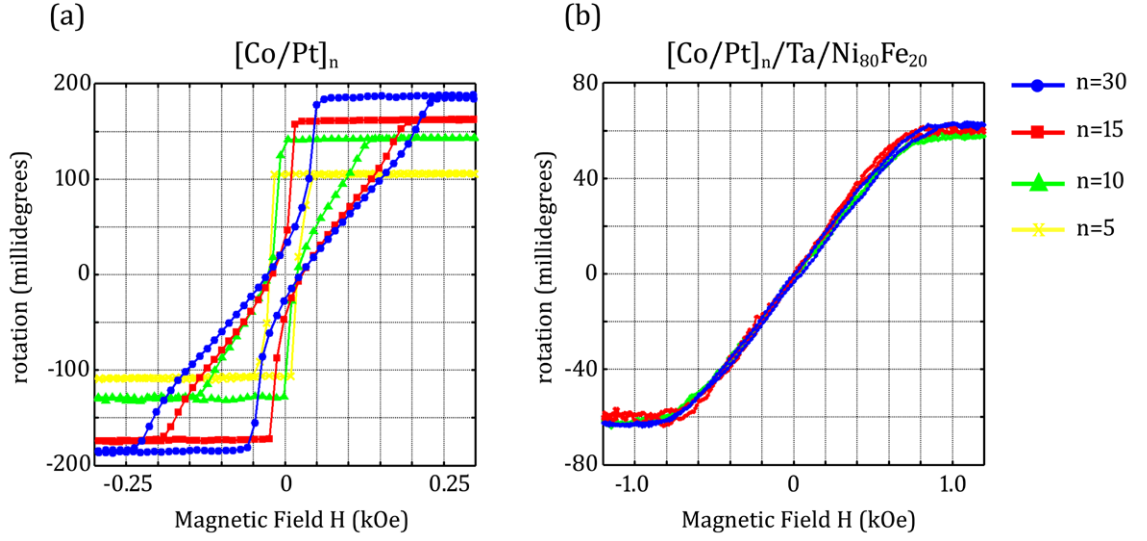 (a)
[Co/Pt]n
200
100
0
-100
-200
rotation (millidegrees)
-0.25
0
0.25
Magnetic Field H (kOe)
(b)
[Co/Pt]n/Ta/Ni80Fe20
80
40
0
-40
-80
rotation (millidegrees)
-1.0
0
1.0
Magnetic Field H (kOe)
n=30
n=15
n=10
n=5